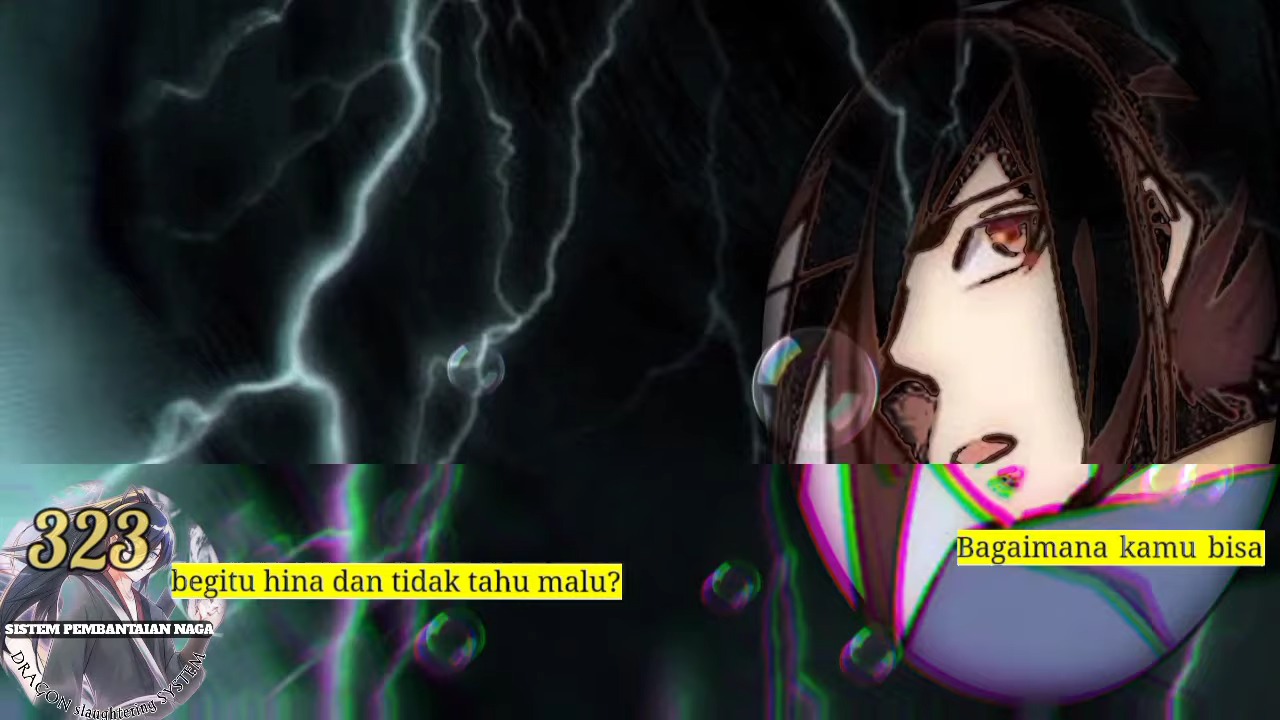 Bagaimana kamu bisa
begitu hina dan tidak tahu malu?
323
SISTEM PEMBANTAIAN NAGA
DRAGON slaughtering SYSTEM